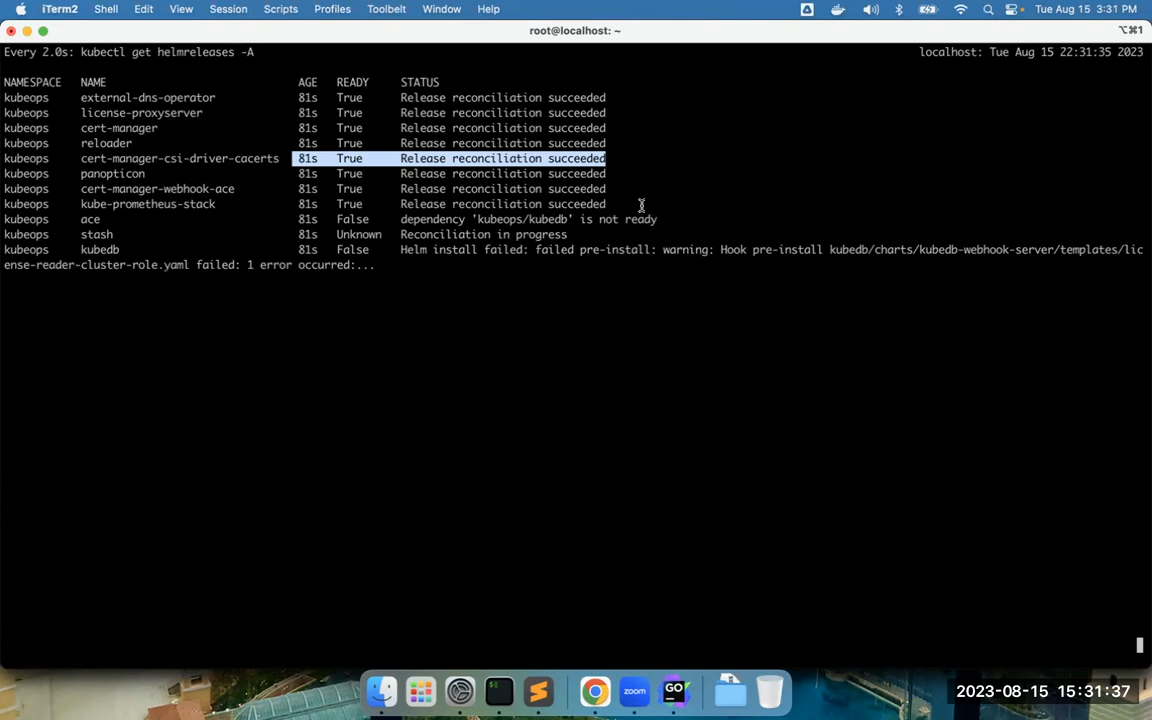 iTerm2 Shell Edit View Session Scripts Profiles Toolbelt Window Help Tue Aug 15 3:31 PM
root@localhost: ~ ⌥⌘1
Every 2.0s: kubectl get helmreleases -A localhost: Tue Aug 15 22:31:35 2023
NAMESPACE NAME AGE READY STATUS
kubeops external-dns-operator 81s True Release reconciliation succeeded
kubeops license-proxyserver 81s True Release reconciliation succeeded
kubeops cert-manager 81s True Release reconciliation succeeded
kubeops reloader 81s True Release reconciliation succeeded
kubeops cert-manager-csi-driver-cacerts 81s True Release reconciliation succeeded
kubeops panopticon 81s True Release reconciliation succeeded
kubeops cert-manager-webhook-ace 81s True Release reconciliation succeeded
kubeops kube-prometheus-stack 81s True Release reconciliation succeeded
kubeops ace 81s False dependency 'kubeops/kubedb' is not ready
kubeops stash 81s Unknown Reconciliation in progress
kubeops kubedb 81s False Helm install failed: failed pre-install: warning: Hook pre-install kubedb/charts/kubedb-webhook-server/templates/lic
ense-reader-cluster-role.yaml failed: 1 error occurred:...
zoom
GO
2023-08-15 15:31:37